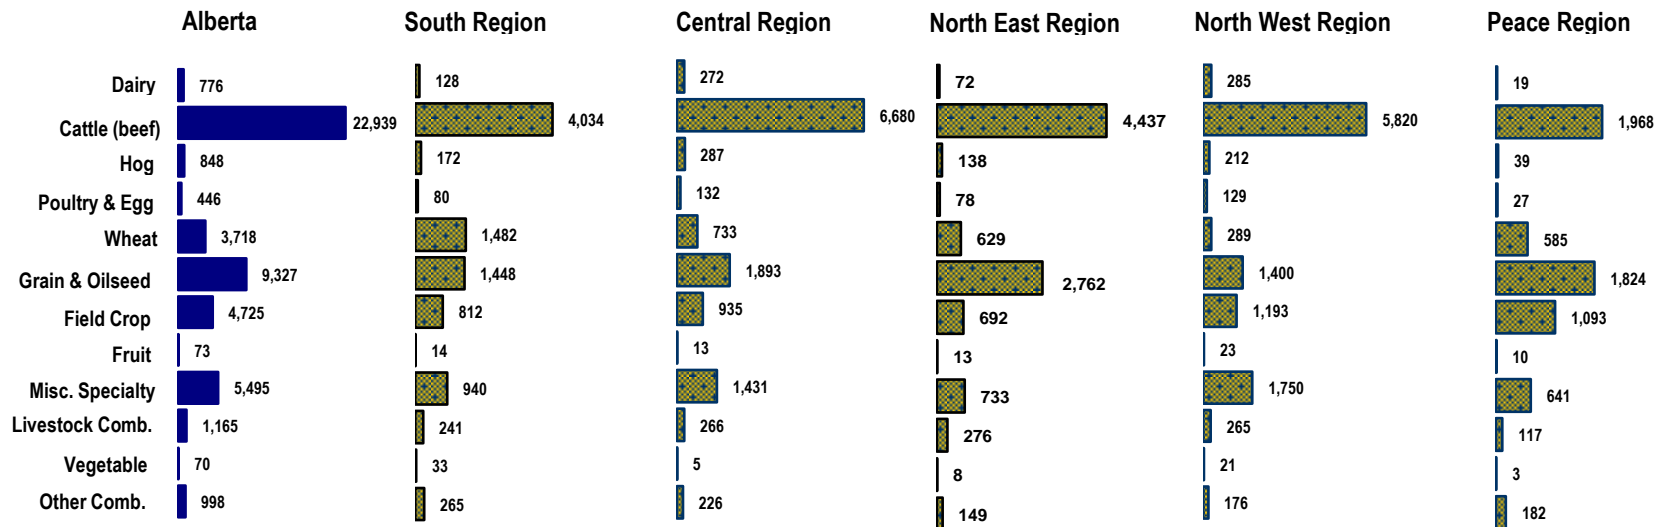 Alberta South Region Central Region North East Region North West Region Peace Region
Dairy 776 128 272 72 285 19
Cattle (beef) 22,939 4,034 6,680 4,437 5,820 1,968
Hog 848 172 287 138 212 39
Poultry & Egg 446 80 132 78 129 27
Wheat 3,718 1,482 733 629 289 585
Grain & Oilseed 9,327 1,448 1,893 2,762 1,400 1,824
Field Crop 4,725 812 935 692 1,193 1,093
Fruit 73 14 13 13 23 10
Misc. Specialty 5,495 940 1,431 733 1,750 641
Livestock Comb. 1,165 241 266 276 265 117
Vegetable 70 33 5 8 21 3
Other Comb. 998 265 226 149 176 182